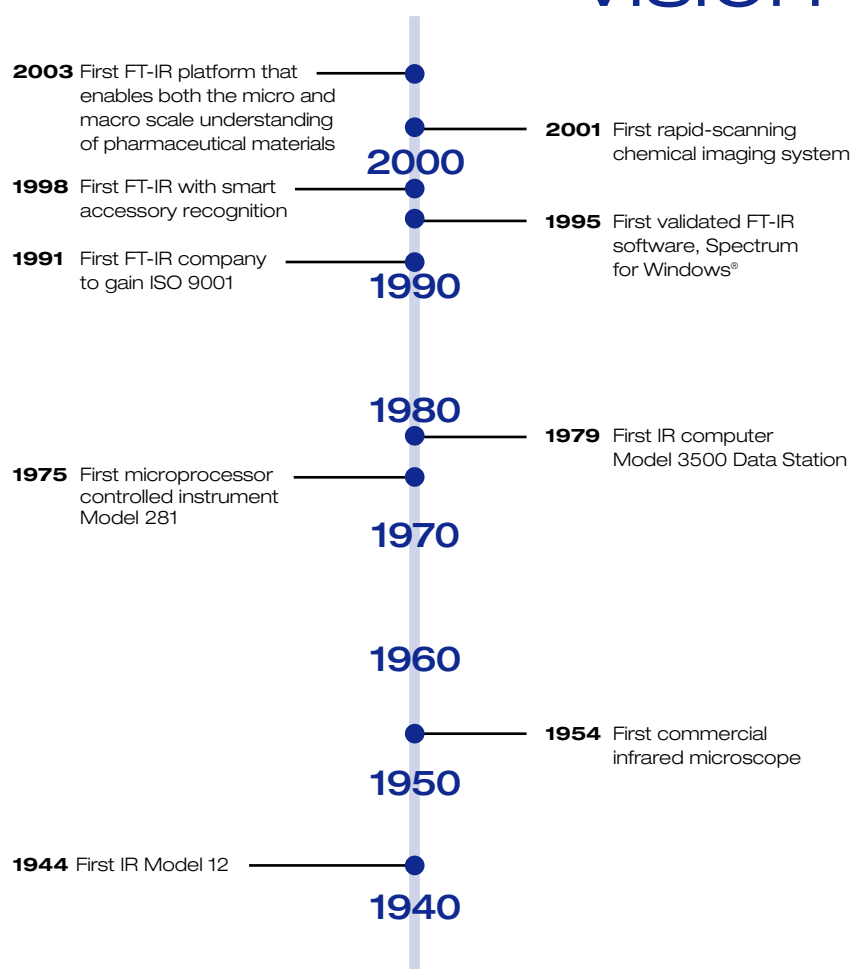 vision
2003 First FT-IR platform that
enables both the micro and
macro scale understanding
of pharmaceutical materials
2001 First rapid-scanning
chemical imaging system
2000
1998 First FT-IR with smart
accessory recognition
1995 First validated FT-IR
software, Spectrum
for Windows®
1991 First FT-IR company
to gain ISO 9001
1990
1980
1979 First IR computer
Model 3500 Data Station
1975 First microprocessor
controlled instrument
Model 281
1970
1960
1954 First commercial
infrared microscope
1950
1944 First IR Model 12
1940